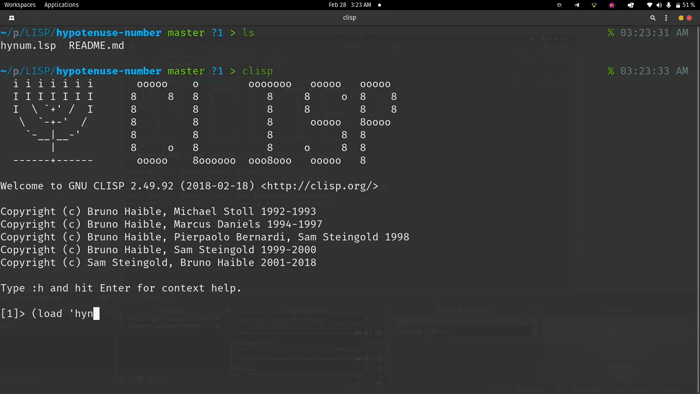 Workspaces Applications Feb 28 3:23 AM 51 %
clisp
~/p/LISP/hypotenuse-number master ?1 > ls % 03:23:31 AM
hynum.lsp README.md
~/p/LISP/hypotenuse-number master ?1 > clisp % 03:23:33 AM
  i i i i i i i       ooooo    o        ooooooo   ooooo   ooooo
  I I I I I I I      8     8   8           8     8     o  8    8
  I  \ `+' /  I      8         8           8     8        8    8
   \  `-+-'  /       8         8           8      ooooo   8oooo
    `-__|__-'        8         8           8           8  8
        |            8     o   8           8     o     8  8
  ------+------       ooooo    8oooooo  ooo8ooo   ooooo   8
Welcome to GNU CLISP 2.49.92 (2018-02-18) <http://clisp.org/>
Copyright (c) Bruno Haible, Michael Stoll 1992-1993
Copyright (c) Bruno Haible, Marcus Daniels 1994-1997
Copyright (c) Bruno Haible, Pierpaolo Bernardi, Sam Steingold 1998
Copyright (c) Bruno Haible, Sam Steingold 1999-2000
Copyright (c) Sam Steingold, Bruno Haible 2001-2018
Type :h and hit Enter for context help.
[1]> (load 'hyn